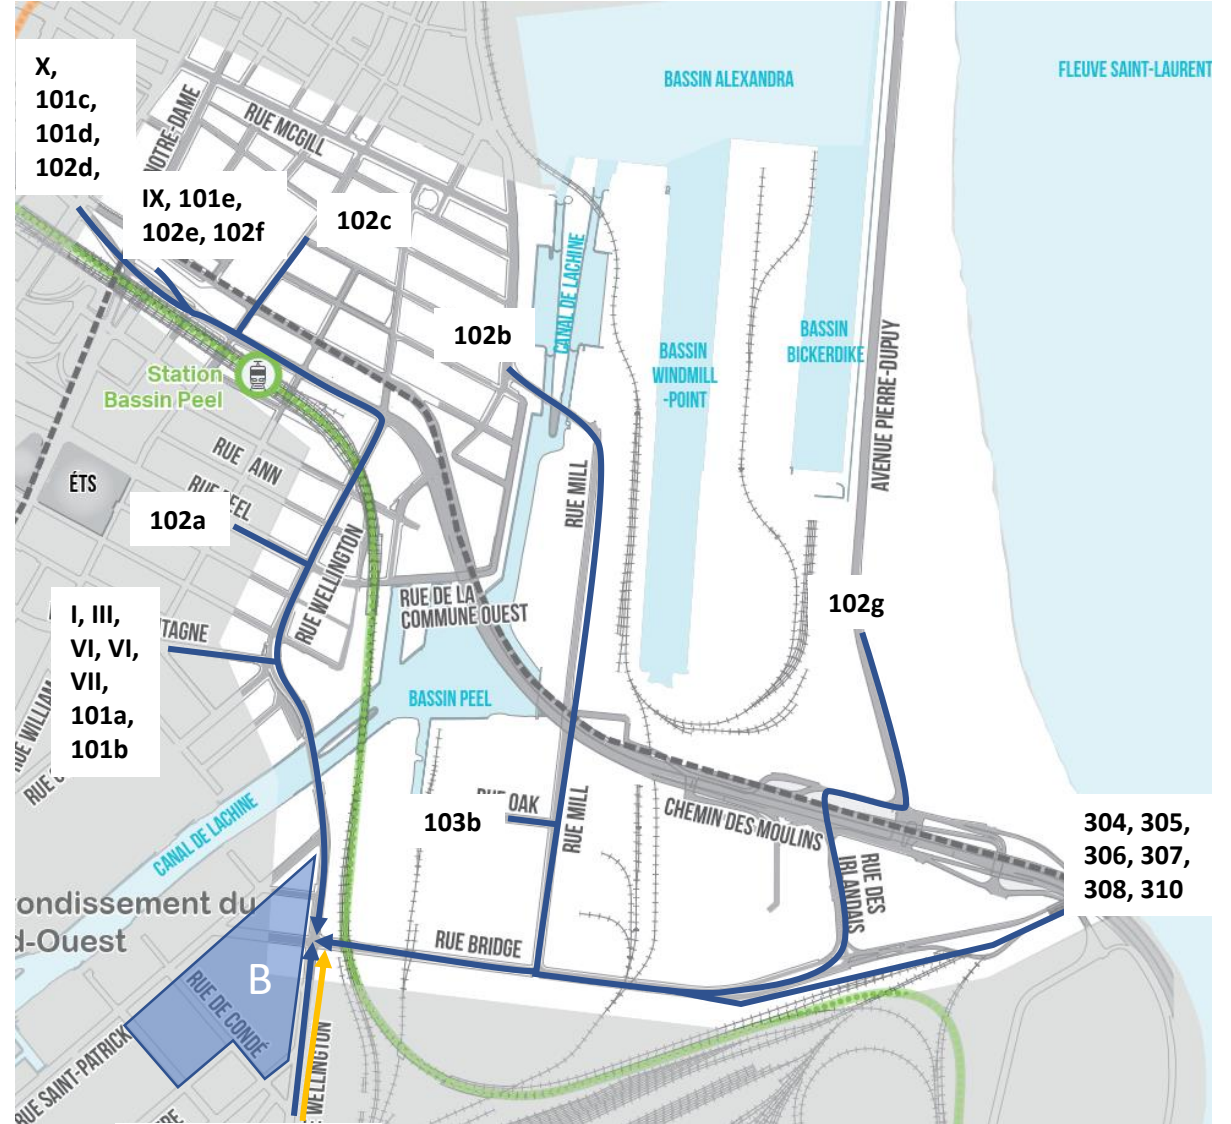 X,
101c,
101d,
102d,
NOTRE-DAME
RUE MCGILL
BASSIN ALEXANDRA
FLEUVE SAINT-LAURENT
IX, 101e,
102e, 102f
102c
CANAL DE LACHINE
102b
BASSIN
WINDMILL
-POINT
BASSIN
BICKERDIKE
AVENUE PIERRE-DUPUY
Station
Bassin Peel
RUE ANN
ÉTS
102a
RUE MILL
RUE WELLINGTON
RUE DE LA
COMMUNE OUEST
102g
I, III,
VI, VI,
VII,
101a,
101b
TAGNE
RUE WILLIAM
BASSIN PEEL
CANAL DE LACHINE
OAK
103b
RUE MILL
CHEMIN DES MOULINS
RUE DES
IRLANDAIS
304, 305,
306, 307,
308, 310
ondissement du
d-Ouest
RUE BRIDGE
B
RUE DE CONDÉ
RUE SAINT-PATRICK
WELLINGTON